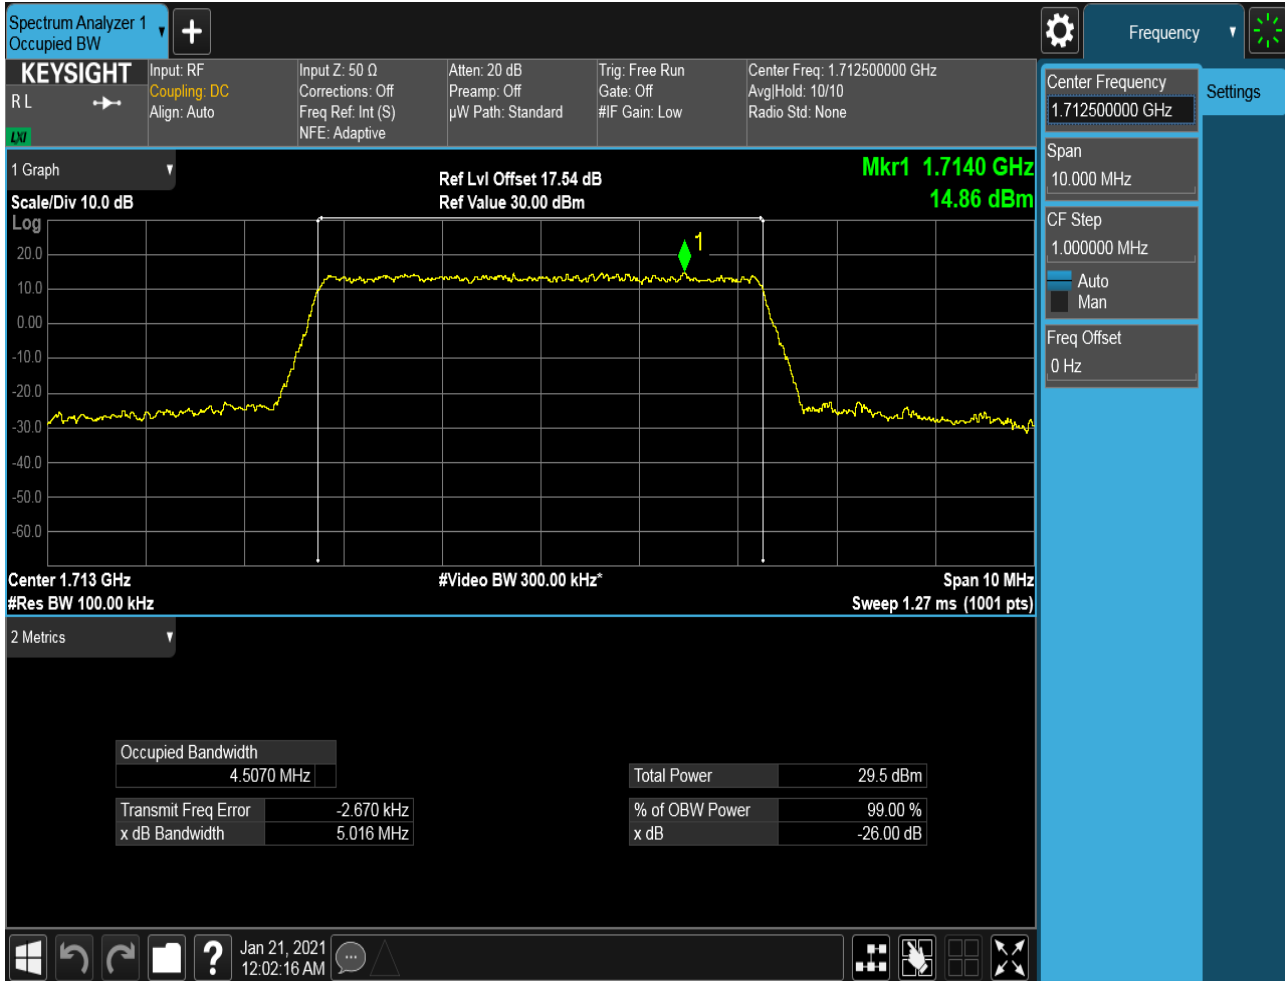 Spectrum Analyzer 1
Occupied BW
+
Frequency
KEYSIGHT
R L
LXI
Input: RF
Coupling: DC
Align: Auto
Input Z: 50 Ω
Corrections: Off
Freq Ref: Int (S)
NFE: Adaptive
Atten: 20 dB
Preamp: Off
µW Path: Standard
Trig: Free Run
Gate: Off
#IF Gain: Low
Center Freq: 1.712500000 GHz
Avg|Hold: 10/10
Radio Std: None
Center Frequency
1.712500000 GHz
Settings
Span
10.000 MHz
CF Step
1.000000 MHz
Auto
Man
Freq Offset
0 Hz
1 Graph
Scale/Div 10.0 dB
Ref Lvl Offset 17.54 dB
Ref Value 30.00 dBm
Mkr1 1.7140 GHz
14.86 dBm
Log
1
20.0
10.0
0.00
-10.0
-20.0
-30.0
-40.0
-50.0
-60.0
Center 1.713 GHz
#Video BW 300.00 kHz*
Span 10 MHz
#Res BW 100.00 kHz
Sweep 1.27 ms (1001 pts)
2 Metrics
Occupied Bandwidth
4.5070 MHz
Total Power 29.5 dBm
Transmit Freq Error -2.670 kHz
% of OBW Power 99.00 %
x dB Bandwidth 5.016 MHz
x dB -26.00 dB
?
Jan 21, 2021
12:02:16 AM